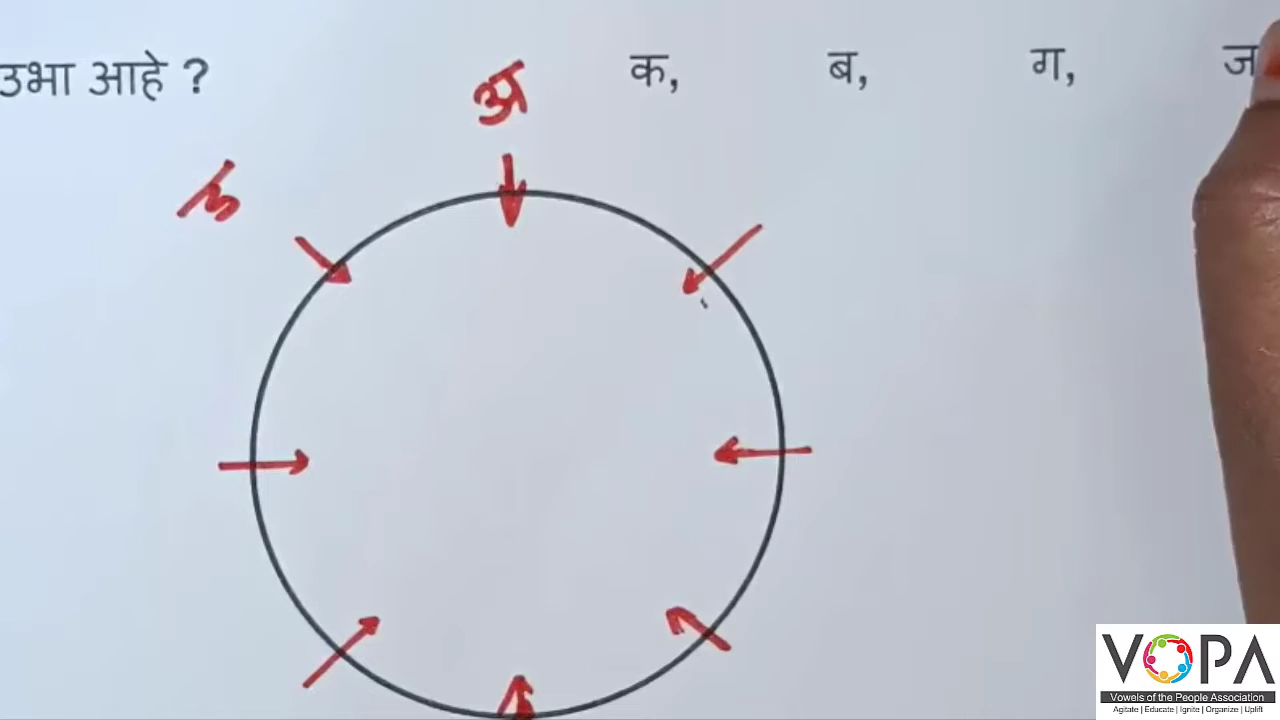 उभा आहे ? क, ब, ग, ज
अ
VOPA
Vowels of the People Association
Agitate | Educate | Ignite | Organize | Uplift